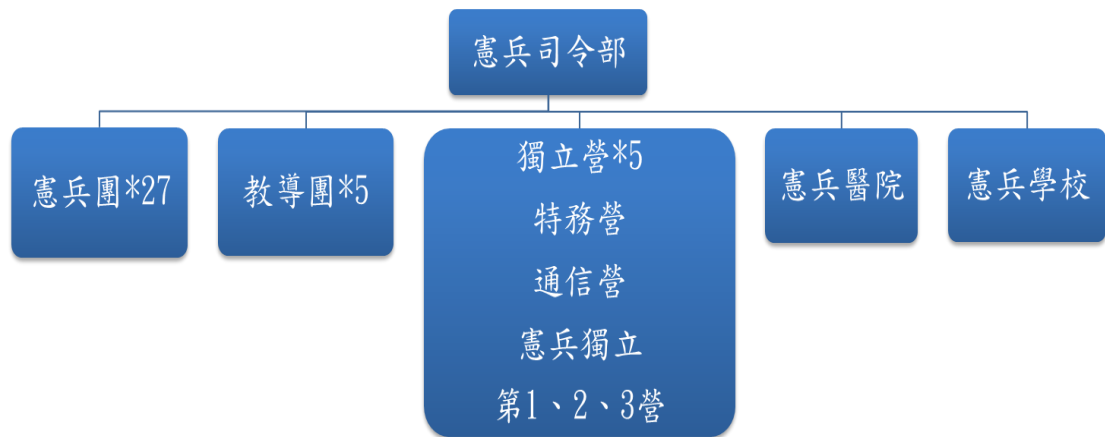 憲兵司令部
憲兵團*27
教導團*5
獨立營*5
特務營
通信營
憲兵獨立
第1、2、3營
憲兵醫院
憲兵學校